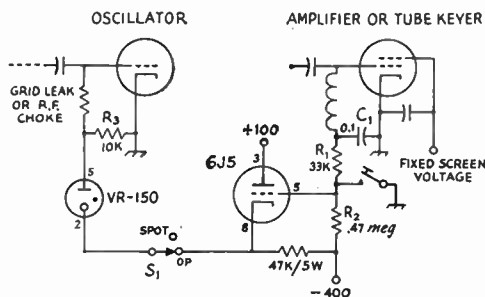 OSCILLATOR
AMPLIFIER OR TUBE KEYER
GRID LEAK
OR R.F.
CHOKE
R3
10K
+100
6J5
3
5
8
C1
0.1
R1
33K
FIXED SCREEN
VOLTAGE
5
VR-150
2
SPOT
S1
OP
47K/5W
R2
.47 meg
-400